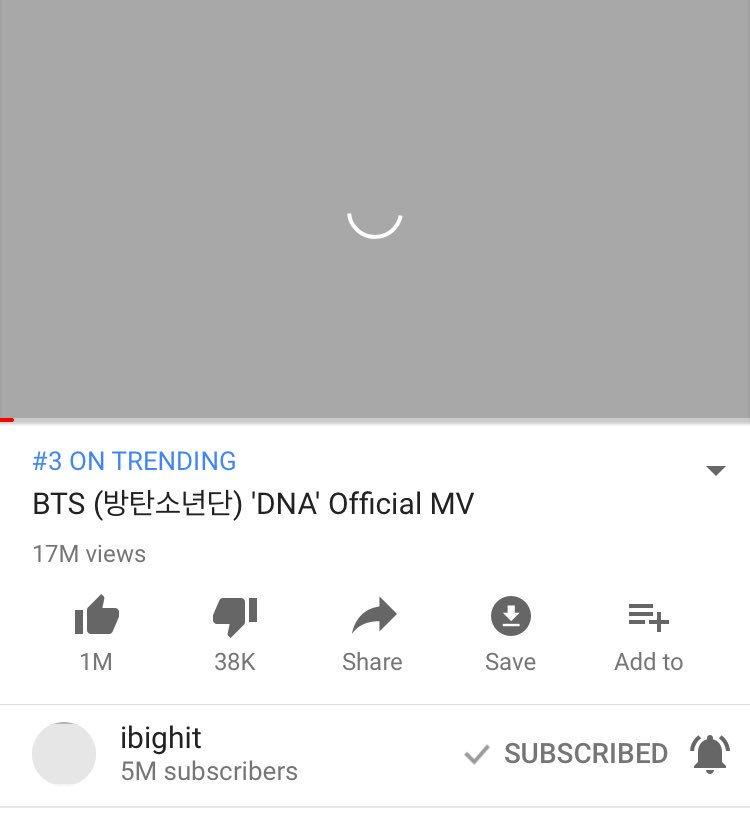 #3 ON TRENDING
BTS (방탄소년단) 'DNA' Official MV
17M views
1M 38K Share Save Add to
ibighit SUBSCRIBED
5M subscribers